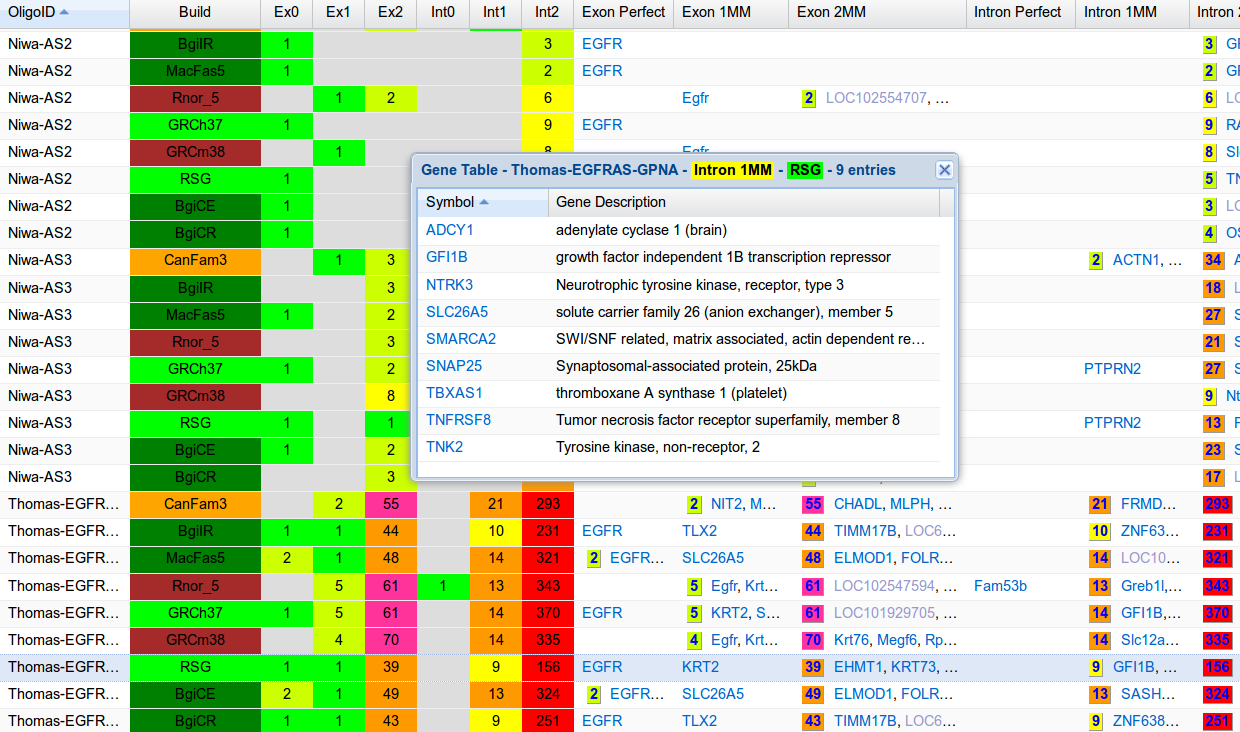 OligoID Build Ex0 Ex1 Ex2 Int0 Int1 Int2 Exon Perfect Exon 1MM Exon 2MM Intron Perfect Intron 1MM Intron
Niwa-AS2 BgiIR 1 3 EGFR 3
Niwa-AS2 MacFas5 1 2 EGFR 2
Niwa-AS2 Rnor_5 1 2 6 Egfr 2 LOC102554707, ... 6
Niwa-AS2 GRCh37 1 9 EGFR 9
Niwa-AS2 GRCm38 1 8 Egfr 8
Niwa-AS2 RSG 1 5
Niwa-AS2 BgiCE 1 3
Niwa-AS2 BgiCR 1 4
Niwa-AS3 CanFam3 1 3 2 ACTN1, ... 34
Niwa-AS3 BgiIR 3 18
Niwa-AS3 MacFas5 1 2 27
Niwa-AS3 Rnor_5 3 21
Niwa-AS3 GRCh37 1 2 PTPRN2 27
Niwa-AS3 GRCm38 8 9
Niwa-AS3 RSG 1 1 PTPRN2 13
Niwa-AS3 BgiCE 1 2 23
Niwa-AS3 BgiCR 3 17
Gene Table - Thomas-EGFRAS-GPNA - Intron 1MM - RSG - 9 entries
Symbol Gene Description
ADCY1 adenylate cyclase 1 (brain)
GFI1B growth factor independent 1B transcription repressor
NTRK3 Neurotrophic tyrosine kinase, receptor, type 3
SLC26A5 solute carrier family 26 (anion exchanger), member 5
SMARCA2 SWI/SNF related, matrix associated, actin dependent re...
SNAP25 Synaptosomal-associated protein, 25kDa
TBXAS1 thromboxane A synthase 1 (platelet)
TNFRSF8 Tumor necrosis factor receptor superfamily, member 8
TNK2 Tyrosine kinase, non-receptor, 2
Thomas-EGFR... CanFam3 2 55 21 293 2 NIT2, M... 55 CHADL, MLPH, ... 21 FRMD... 293
Thomas-EGFR... BgiIR 1 1 44 10 231 EGFR TLX2 44 TIMM17B, LOC6... 10 ZNF63... 231
Thomas-EGFR... MacFas5 2 1 48 14 321 2 EGFR... SLC26A5 48 ELMOD1, FOLR... 14 LOC10... 321
Thomas-EGFR... Rnor_5 5 61 1 13 343 5 Egfr, Krt... 61 LOC102547594, ... Fam53b 13 Greb1l,... 343
Thomas-EGFR... GRCh37 1 5 61 14 370 EGFR 5 KRT2, S... 61 LOC101929705, ... 14 GFI1B,... 370
Thomas-EGFR... GRCm38 4 70 14 335 4 Egfr, Krt... 70 Krt76, Megf6, Rp... 14 Slc12a... 335
Thomas-EGFR... RSG 1 1 39 9 156 EGFR KRT2 39 EHMT1, KRT73, ... 9 GFI1B, ... 156
Thomas-EGFR... BgiCE 2 1 49 13 324 2 EGFR... SLC26A5 49 ELMOD1, FOLR... 13 SASH... 324
Thomas-EGFR... BgiCR 1 1 43 9 251 EGFR TLX2 43 TIMM17B, LOC6... 9 ZNF638... 251